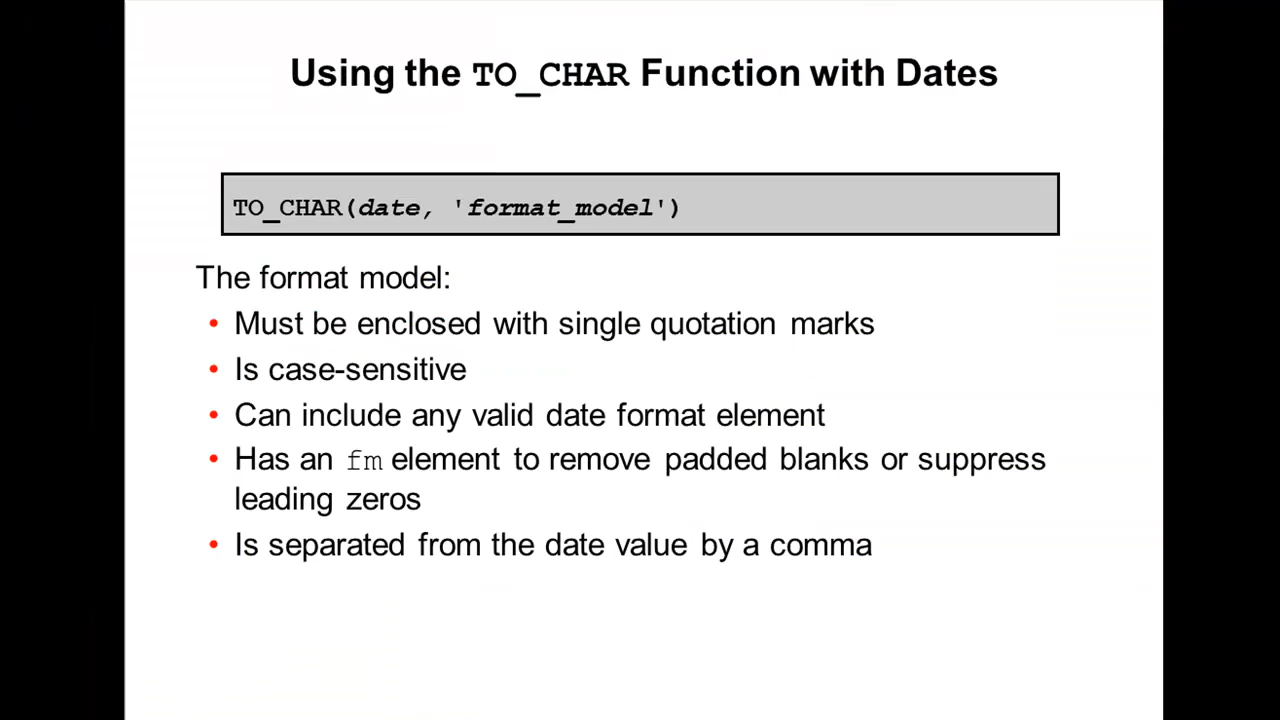 Using the TO_CHAR Function with Dates
TO_CHAR(date, 'format_model')
The format model:
• Must be enclosed with single quotation marks
• Is case-sensitive
• Can include any valid date format element
• Has an fm element to remove padded blanks or suppress
leading zeros
• Is separated from the date value by a comma